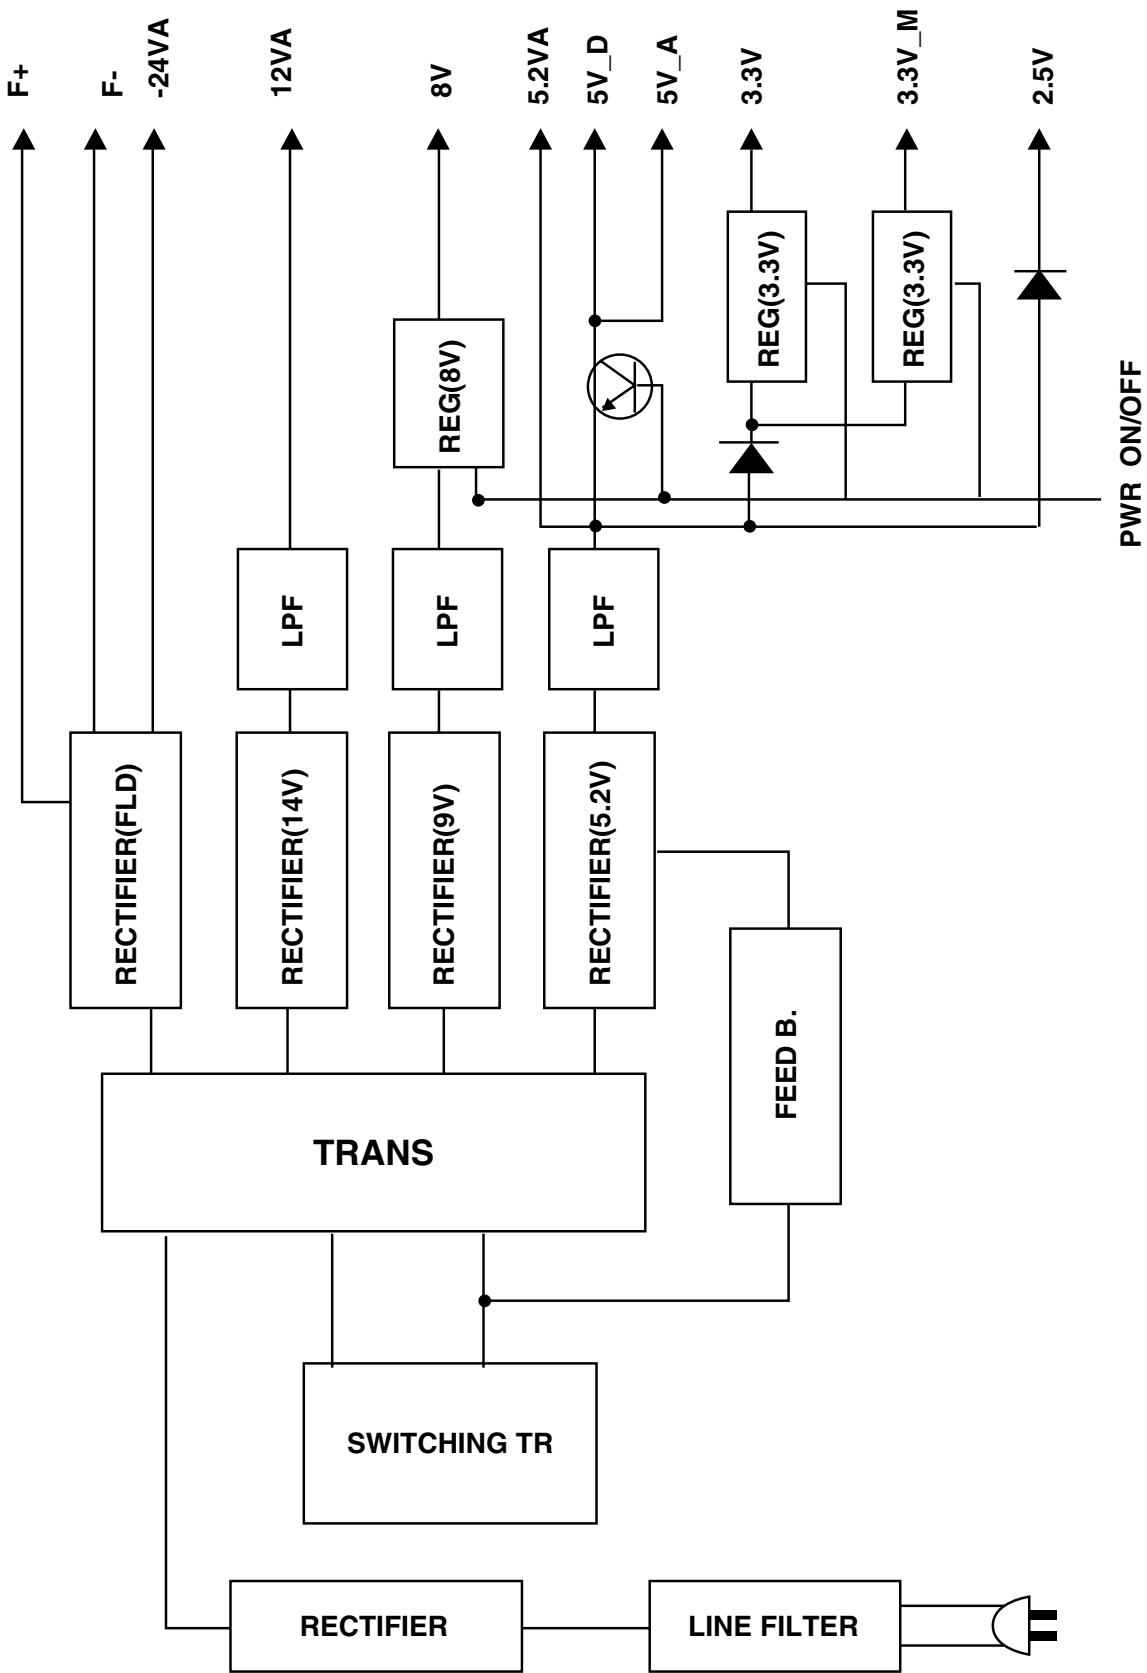 F+
F-
-24VA
12VA
8V
5.2VA
5V_D
5V_A
3.3V
3.3V_M
2.5V
REG(3.3V)
REG(3.3V)
REG(8V)
PWR ON/OFF
LPF
LPF
LPF
RECTIFIER(FLD)
RECTIFIER(14V)
RECTIFIER(9V)
RECTIFIER(5.2V)
FEED B.
TRANS
SWITCHING TR
RECTIFIER
LINE FILTER